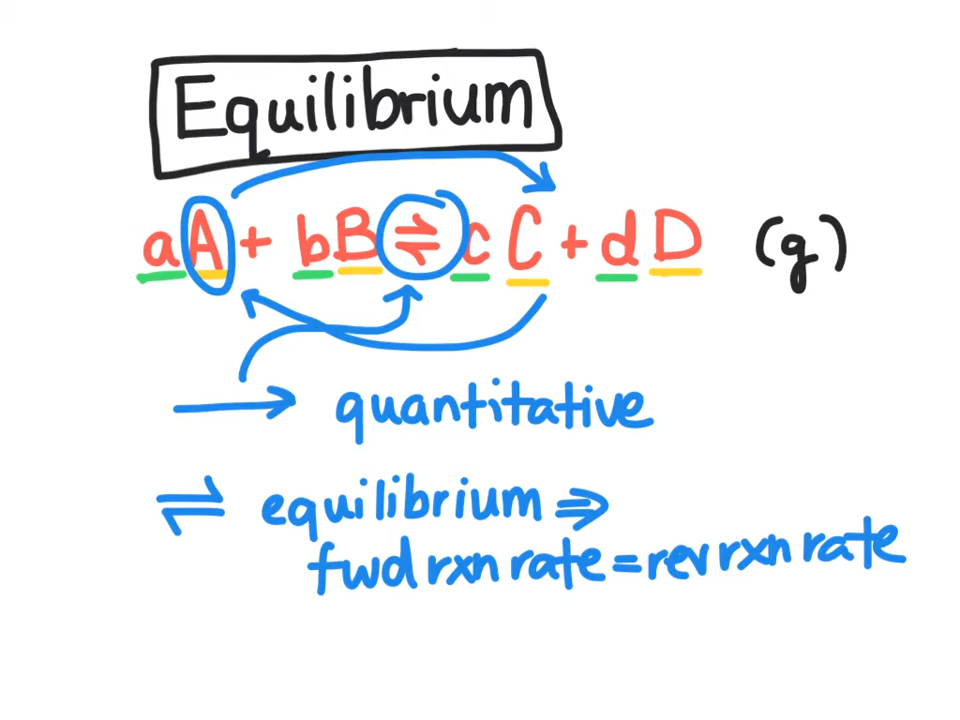 Equilibrium
aA + bB ⇌ cC + dD (g)
→ quantitative
⇌ equilibrium ⇒
fwd rxn rate = rev rxn rate